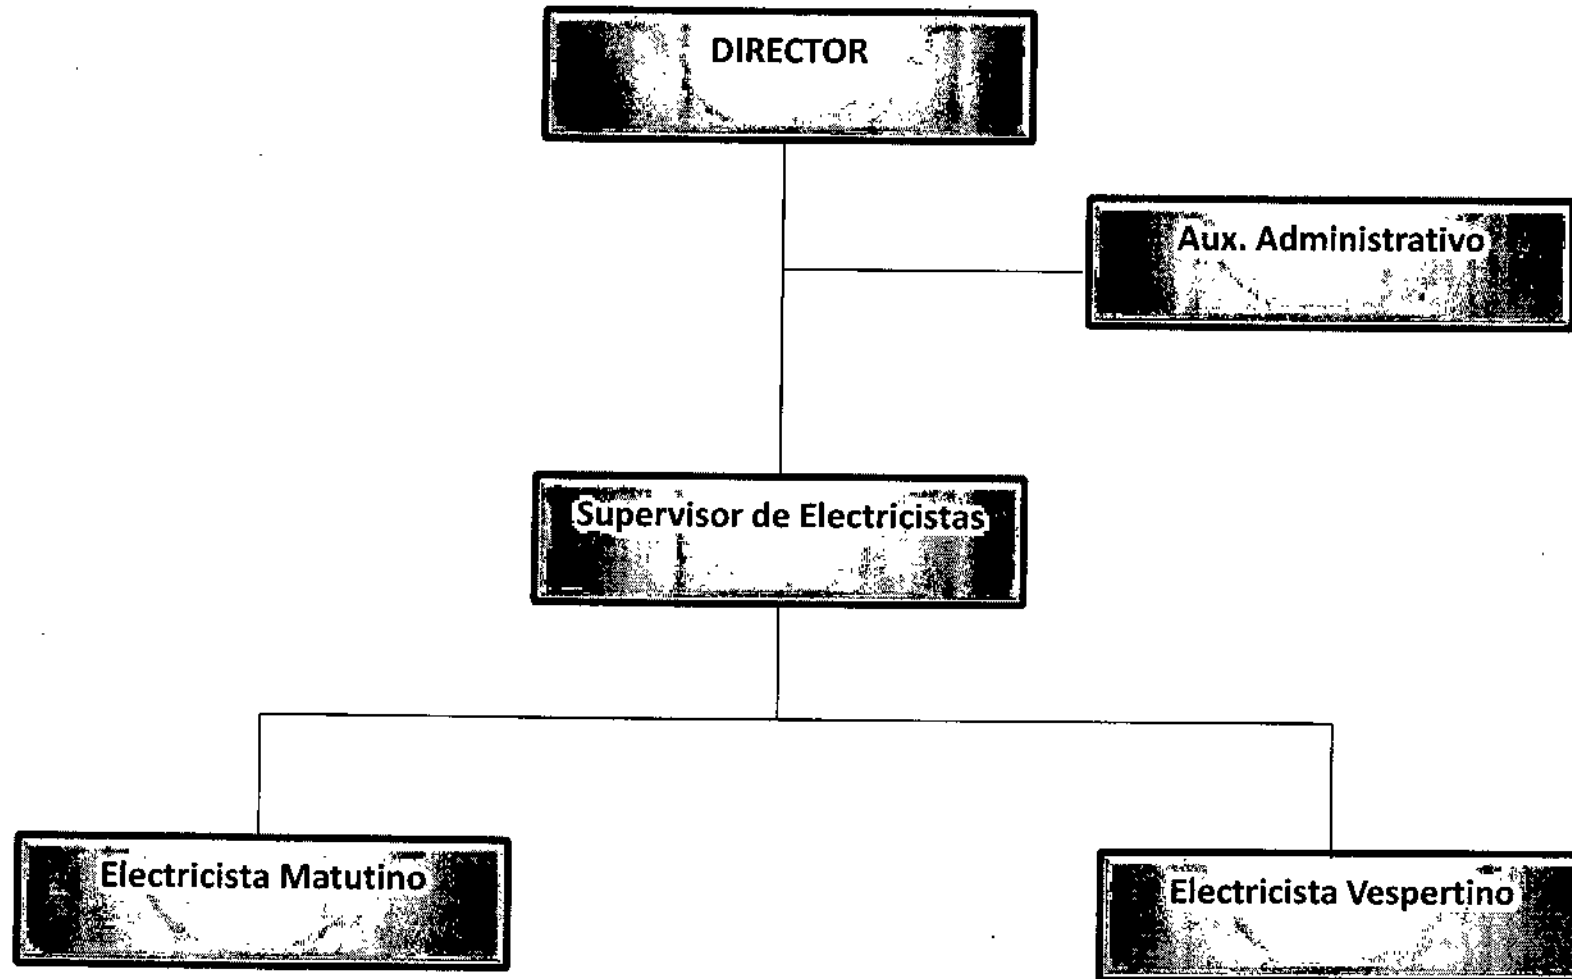 DIRECTOR
Aux. Administrativo
Supervisor de Electricistas
Electricista Matutino
Electricista Vespertino